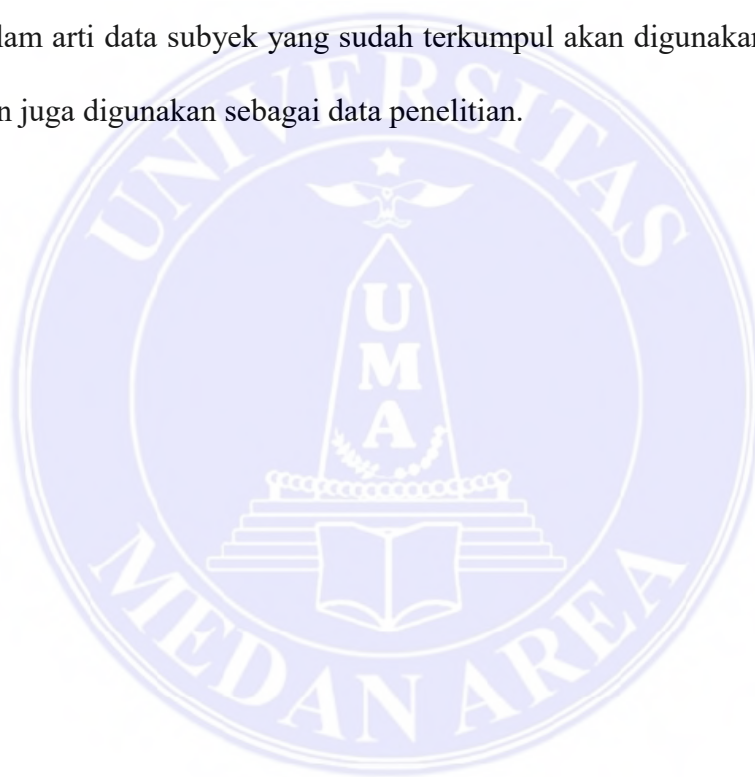 lam arti data subyek yang sudah terkumpul akan digunakan
n juga digunakan sebagai data penelitian.
UNIVERSITAS
U
M
A
MEDAN AREA